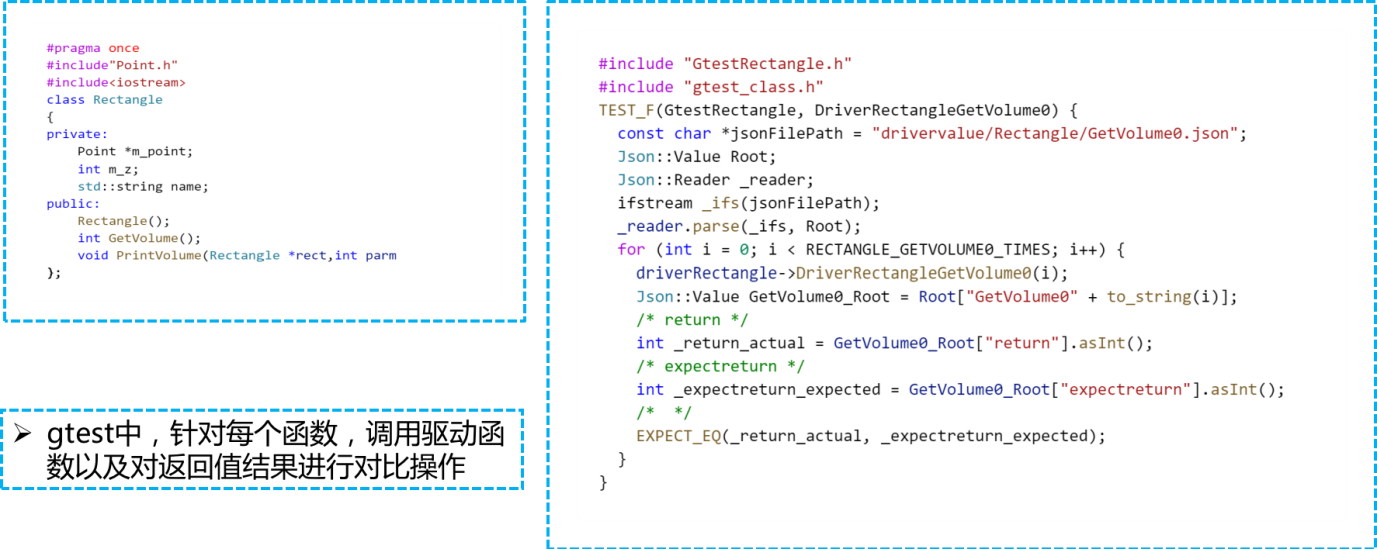 #pragma once
#include"Point.h"
#include<iostream>
class Rectangle
{
private:
    Point *m_point;
    int m_z;
    std::string name;
public:
    Rectangle();
    int GetVolume();
    void PrintVolume(Rectangle *rect,int parm
};
➢ gtest中，针对每个函数，调用驱动函
数以及对返回值结果进行对比操作
#include "GtestRectangle.h"
#include "gtest_class.h"
TEST_F(GtestRectangle, DriverRectangleGetVolume0) {
  const char *jsonFilePath = "drivervalue/Rectangle/GetVolume0.json";
  Json::Value Root;
  Json::Reader _reader;
  ifstream _ifs(jsonFilePath);
  _reader.parse(_ifs, Root);
  for (int i = 0; i < RECTANGLE_GETVOLUME0_TIMES; i++) {
    driverRectangle->DriverRectangleGetVolume0(i);
    Json::Value GetVolume0_Root = Root["GetVolume0" + to_string(i)];
    /* return */
    int _return_actual = GetVolume0_Root["return"].asInt();
    /* expectreturn */
    int _expectreturn_expected = GetVolume0_Root["expectreturn"].asInt();
    /*  */
    EXPECT_EQ(_return_actual, _expectreturn_expected);
  }
}